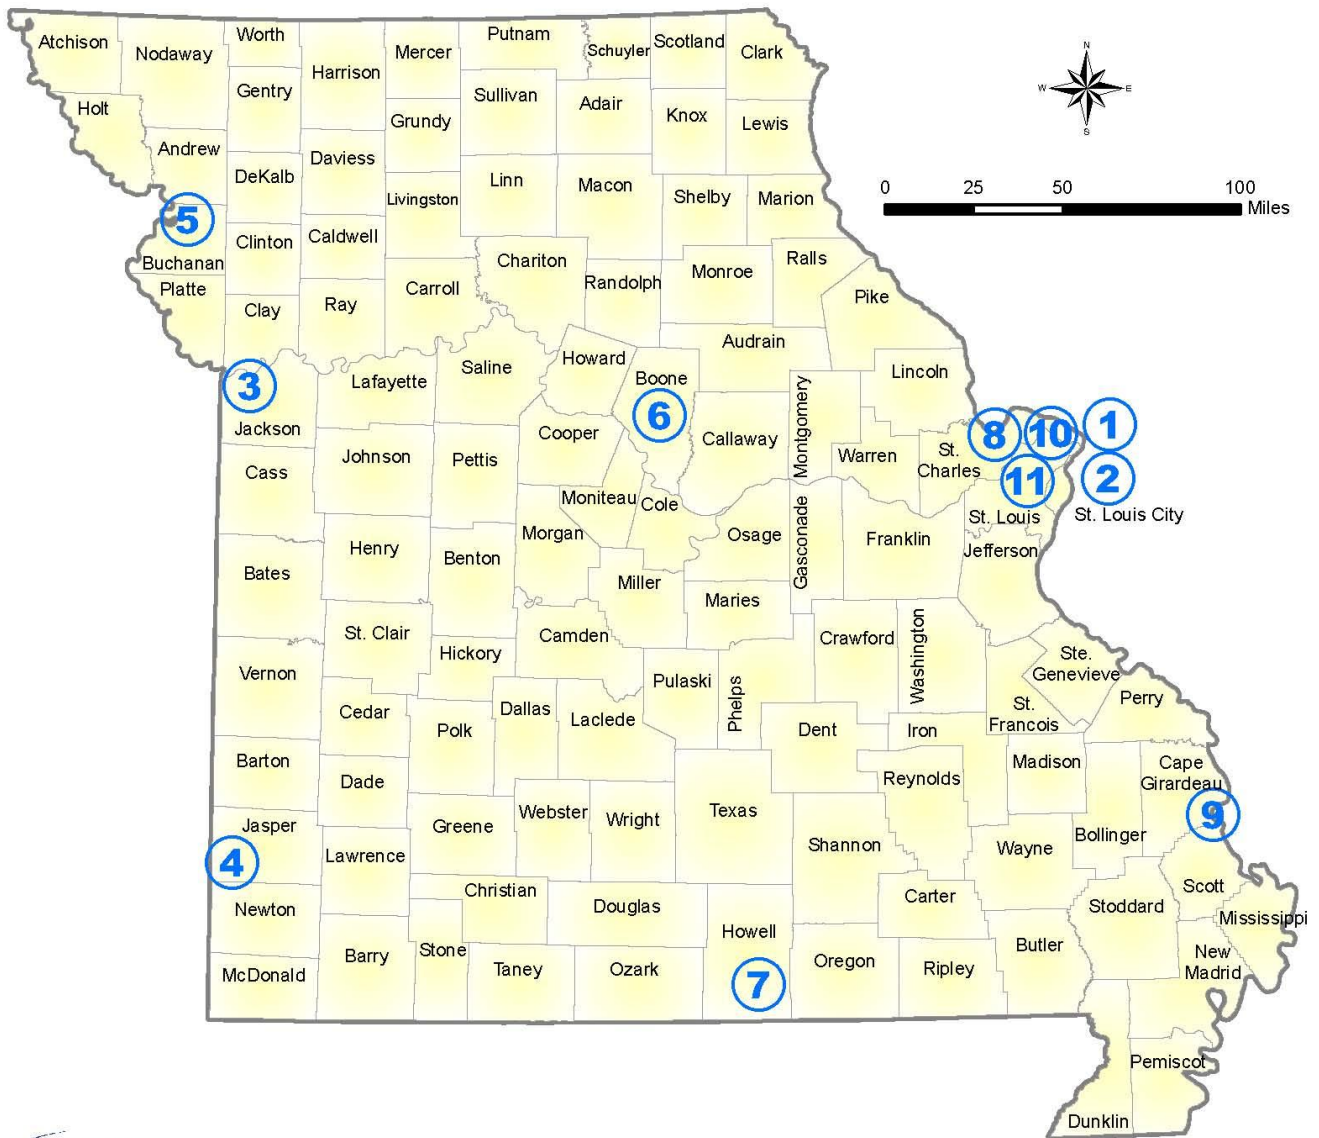 Atchison
Nodaway
Worth
Harrison
Mercer
Putnam
Schuyler
Scotland
Clark
N
W
E
S
Holt
Gentry
Grundy
Sullivan
Adair
Knox
Lewis
Andrew
DeKalb
Daviess
Livingston
Linn
Macon
Shelby
Marion
0
25
50
100
Miles
5
Buchanan
Clinton
Caldwell
Chariton
Randolph
Monroe
Ralls
Platte
Clay
Ray
Carroll
Pike
3
Jackson
Lafayette
Saline
Howard
Boone
6
Audrain
Lincoln
Montgomery
Cass
Johnson
Pettis
Cooper
Callaway
Warren
St.
Charles
8
10
1
11
2
St. Louis
St. Louis City
Moniteau
Cole
Morgan
Osage
Gasconade
Franklin
Jefferson
Bates
Henry
Benton
Miller
Maries
St. Clair
Hickory
Camden
Crawford
Washington
Ste.
Genevieve
Vernon
Cedar
Polk
Dallas
Laclede
Pulaski
Phelps
Dent
Iron
St.
Francois
Perry
Barton
Dade
Madison
Cape
Girardeau
9
Jasper
4
Lawrence
Greene
Webster
Wright
Texas
Reynolds
Shannon
Wayne
Bollinger
Newton
Christian
Douglas
Howell
7
Carter
Stoddard
Scott
Mississippi
McDonald
Barry
Stone
Taney
Ozark
Oregon
Ripley
Butler
New
Madrid
Pemiscot
Dunklin